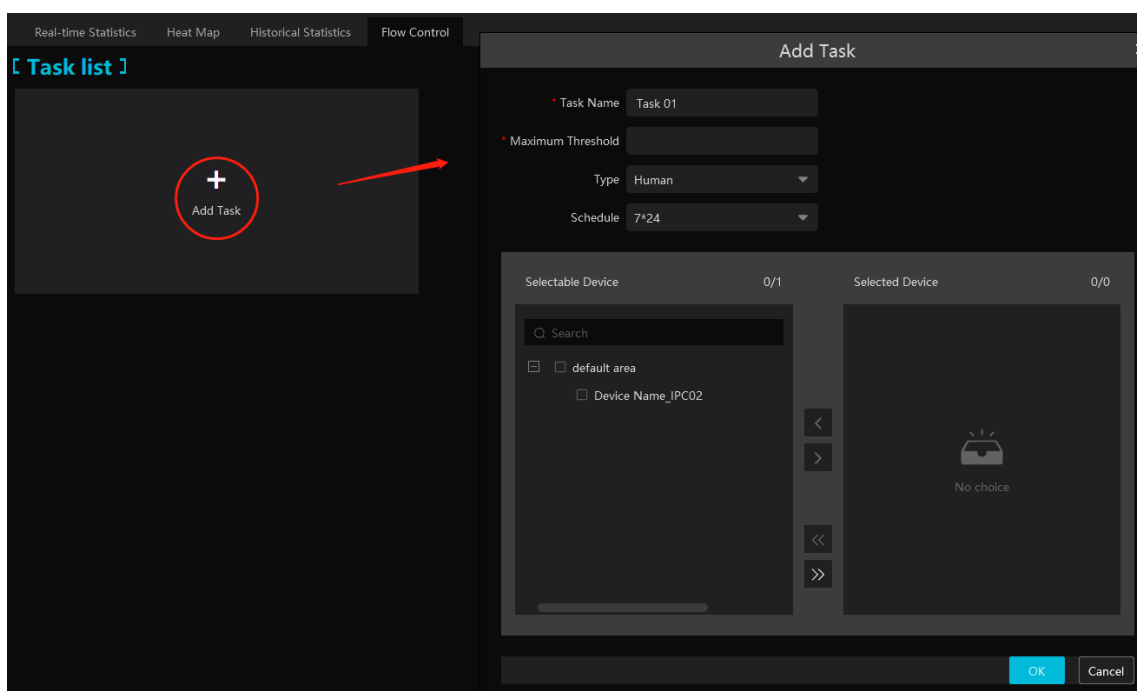 Real-time Statistics Heat Map Historical Statistics Flow Control
[ Task list ]
+
Add Task
Add Task
* Task Name Task 01
* Maximum Threshold
Type Human
Schedule 7*24
Selectable Device 0/1 Selected Device 0/0
Search
default area
Device Name_IPC02
<
>
No choice
<<
>>
OK Cancel